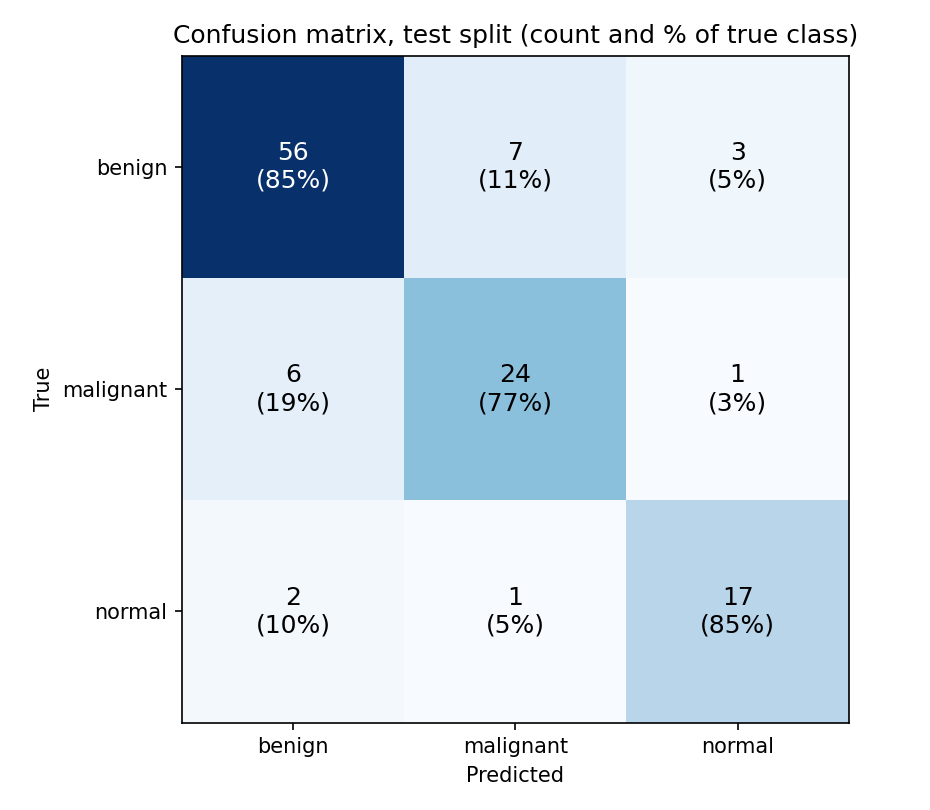 Confusion matrix, test split (count and % of true class)
benign
56
(85%)
7
(11%)
3
(5%)
True
malignant
6
(19%)
24
(77%)
1
(3%)
normal
2
(10%)
1
(5%)
17
(85%)
benign
malignant
normal
Predicted